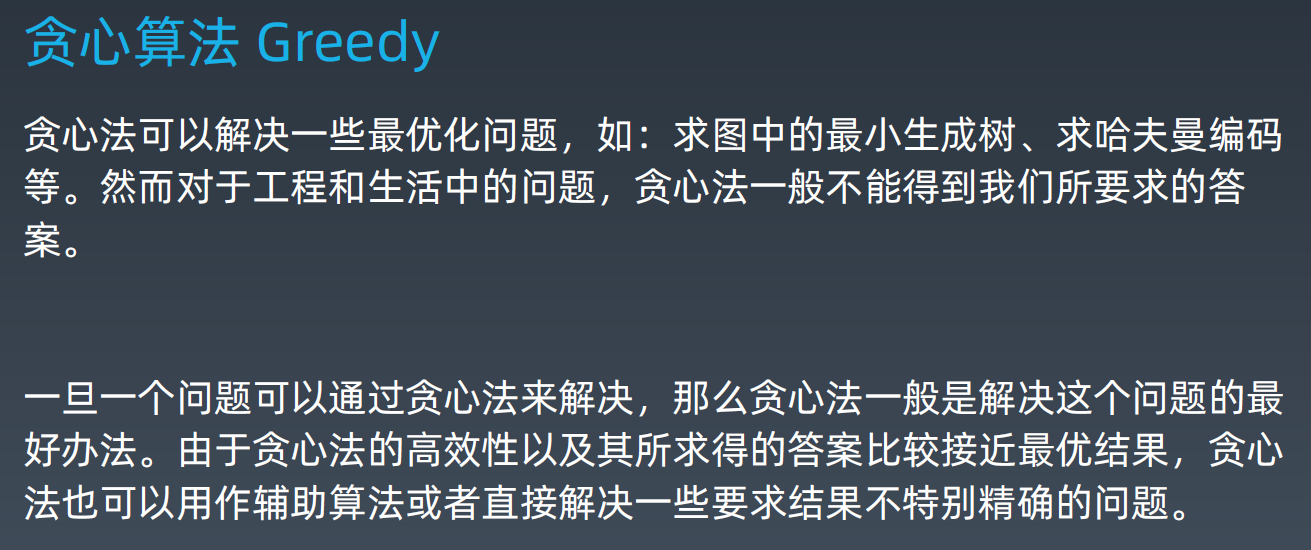 贪心算法 Greedy
贪心法可以解决一些最优化问题，如：求图中的最小生成树、求哈夫曼编码
等。然而对于工程和生活中的问题，贪心法一般不能得到我们所要求的答
案。
一旦一个问题可以通过贪心法来解决，那么贪心法一般是解决这个问题的最
好办法。由于贪心法的高效性以及其所求得的答案比较接近最优结果，贪心
法也可以用作辅助算法或者直接解决一些要求结果不特别精确的问题。